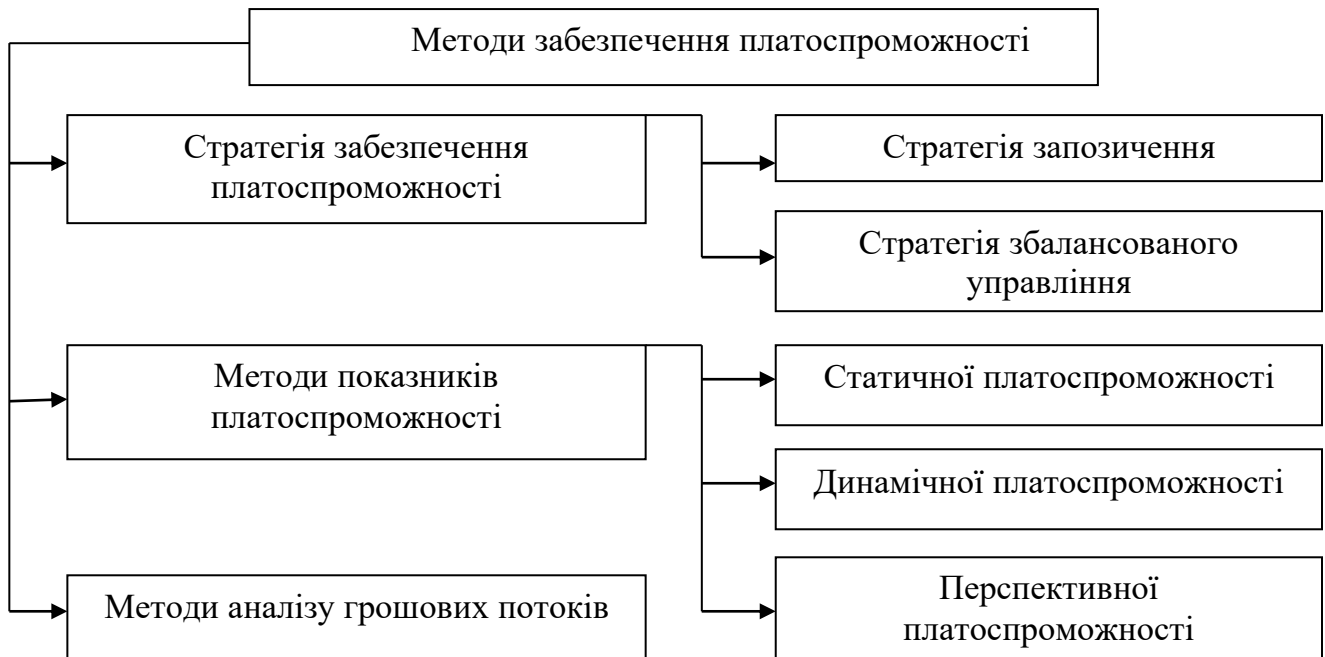 Методи забезпечення платоспроможності
Стратегія забезпечення
платоспроможності
Стратегія запозичення
Стратегія збалансованого
управління
Методи показників
платоспроможності
Статичної платоспроможності
Динамічної платоспроможності
Перспективної
платоспроможності
Методи аналізу грошових потоків